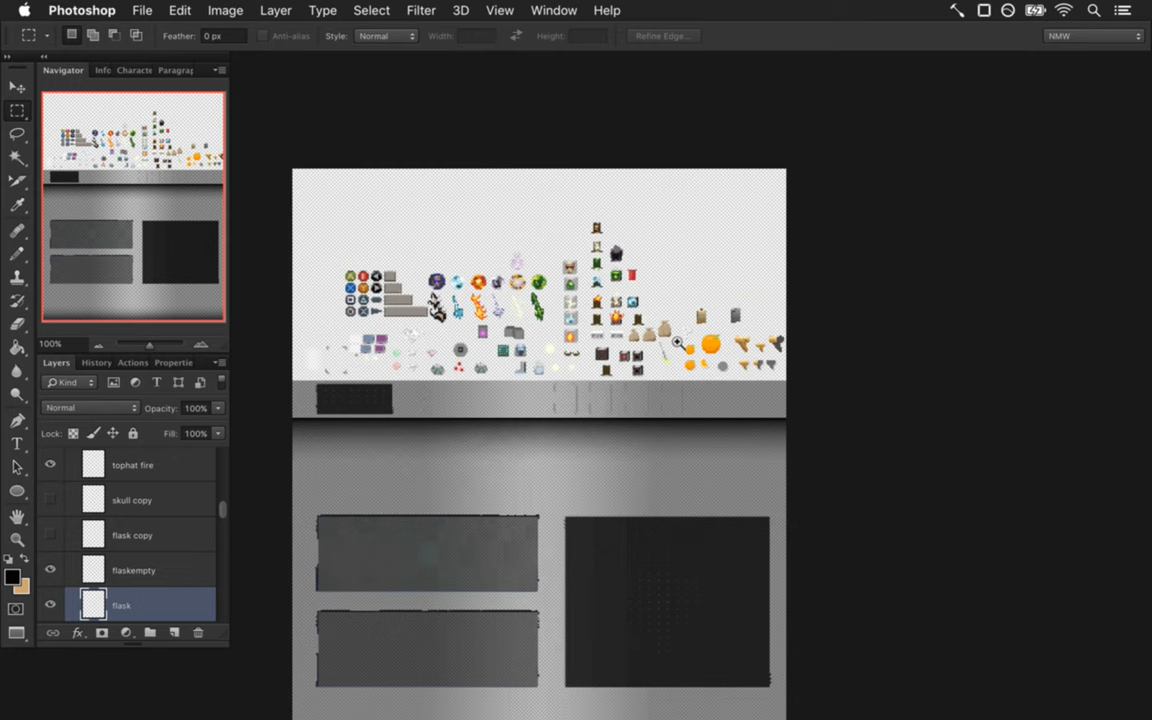 Photoshop File Edit Image Layer Type Select Filter 3D View Window Help
Feather: 0 px Anti-alias Style: Normal Width: Height: Refine Edge... NMW
Navigator Info Characte Paragrap
100%
Layers History Actions Propertie
Kind
Normal Opacity: 100%
Lock: Fill: 100%
tophat fire
skull copy
flask copy
flaskempty
flask